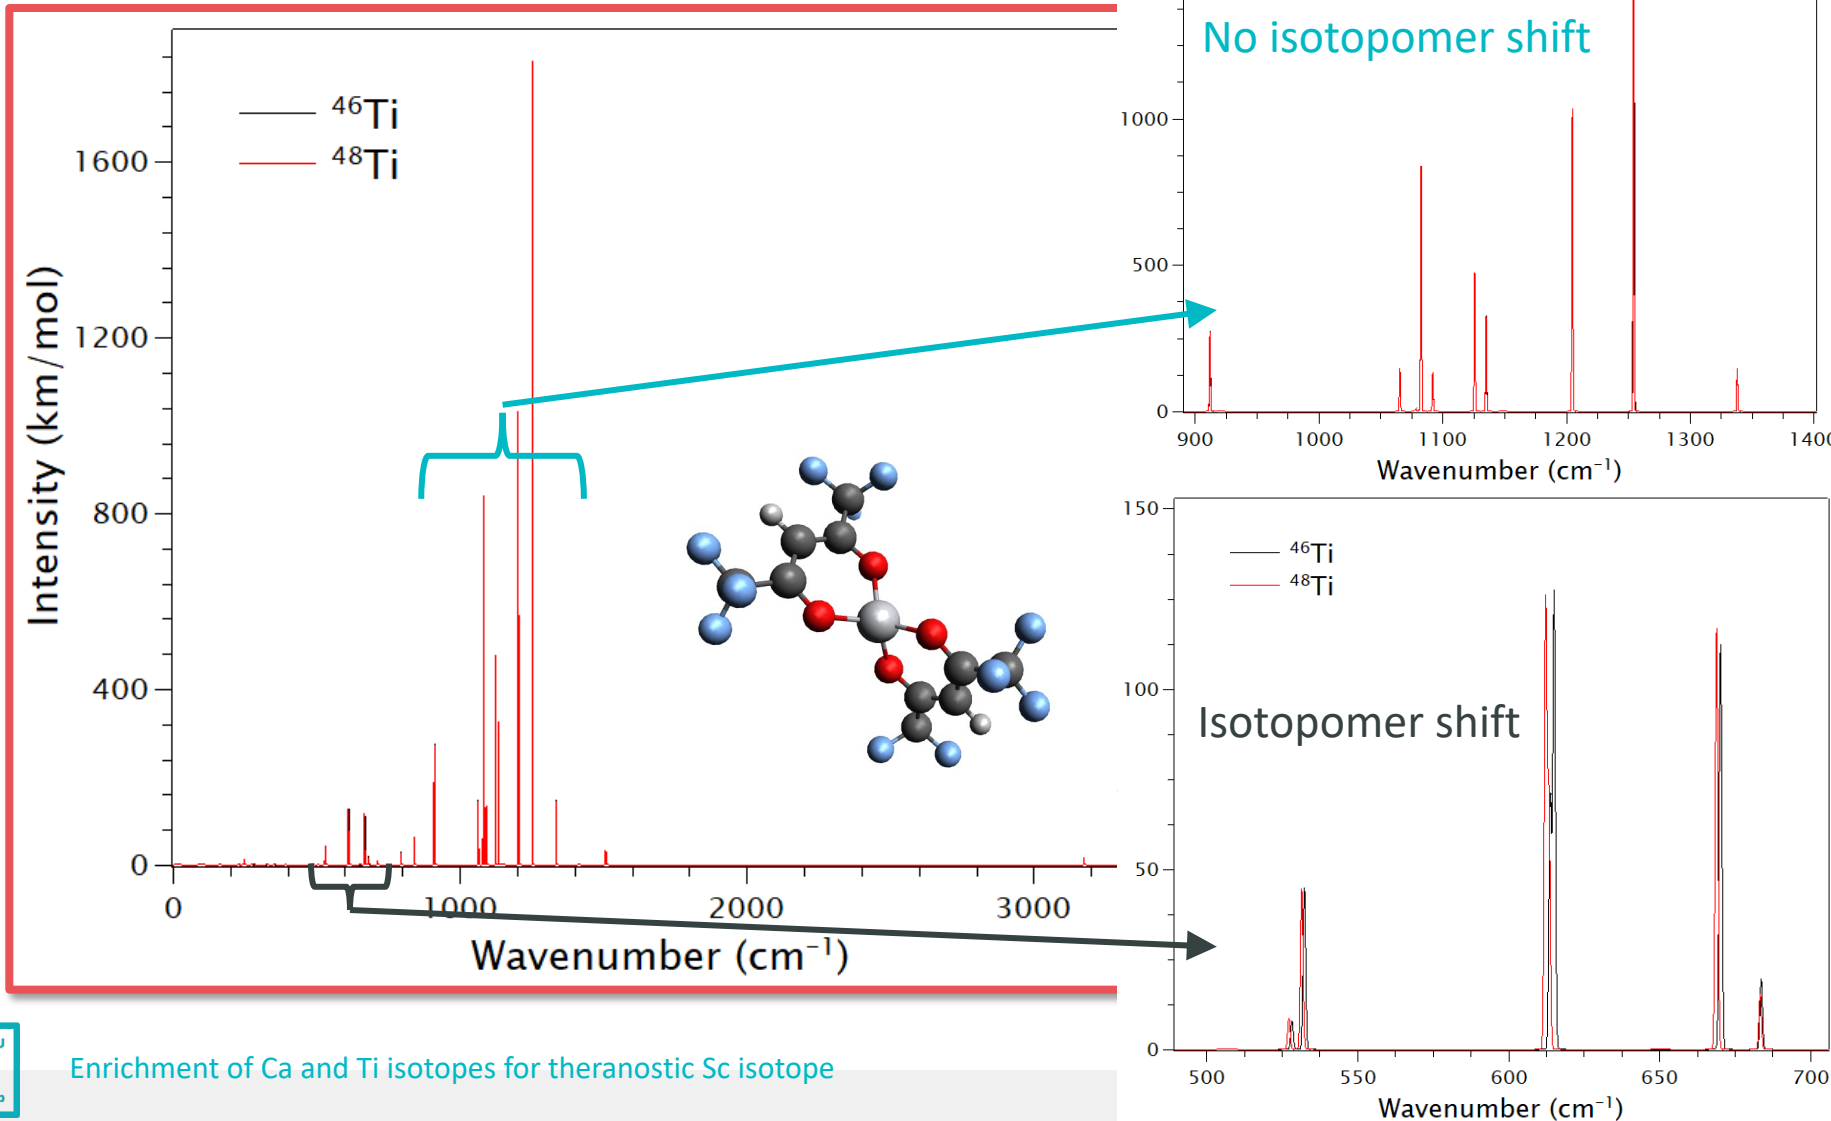 ⁴⁶Ti
⁴⁸Ti
1600
1200
800
400
0
Intensity (km/mol)
0
1000
2000
3000
Wavenumber (cm⁻¹)
No isotopomer shift
1000
500
0
900
1000
1100
1200
1300
Wavenumber (cm⁻¹)
150
100
50
0
⁴⁶Ti
⁴⁸Ti
Isotopomer shift
500
550
600
650
700
Wavenumber (cm⁻¹)
Enrichment of Ca and Ti isotopes for theranostic Sc isotope